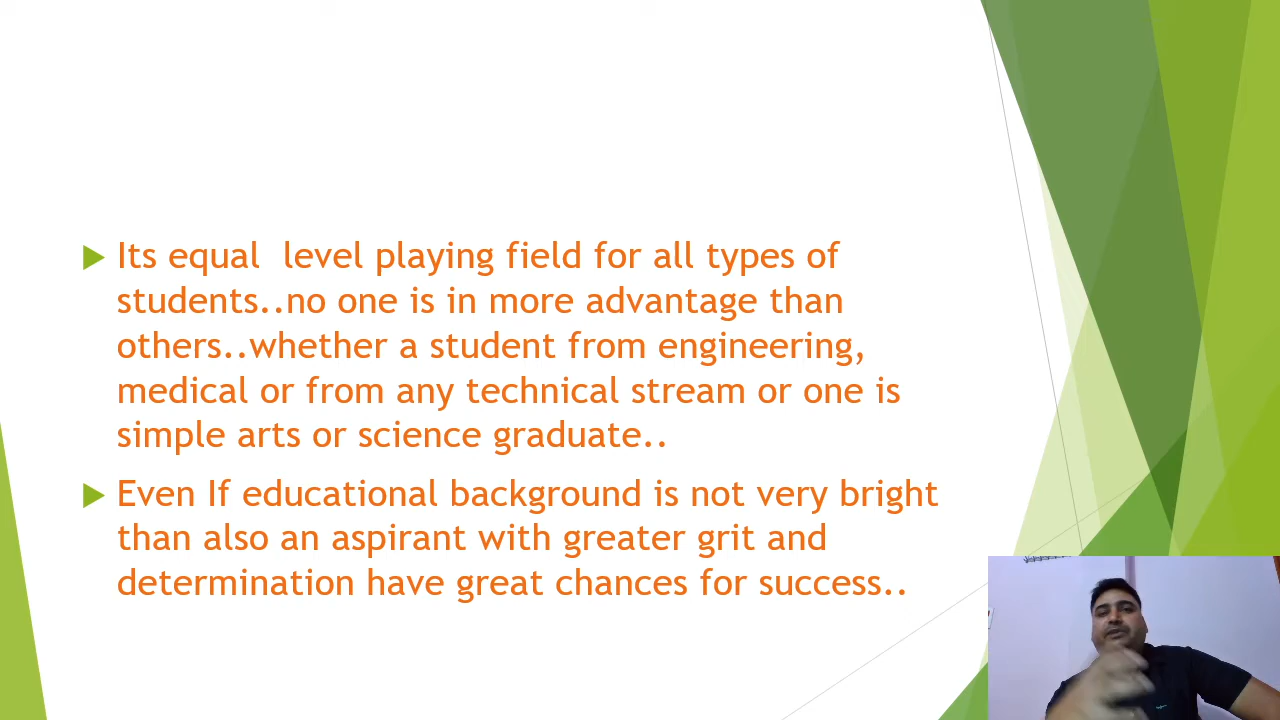 Its equal  level playing field for all types of
students..no one is in more advantage than
others..whether a student from engineering,
medical or from any technical stream or one is
simple arts or science graduate..
Even If educational background is not very bright
than also an aspirant with greater grit and
determination have great chances for success..